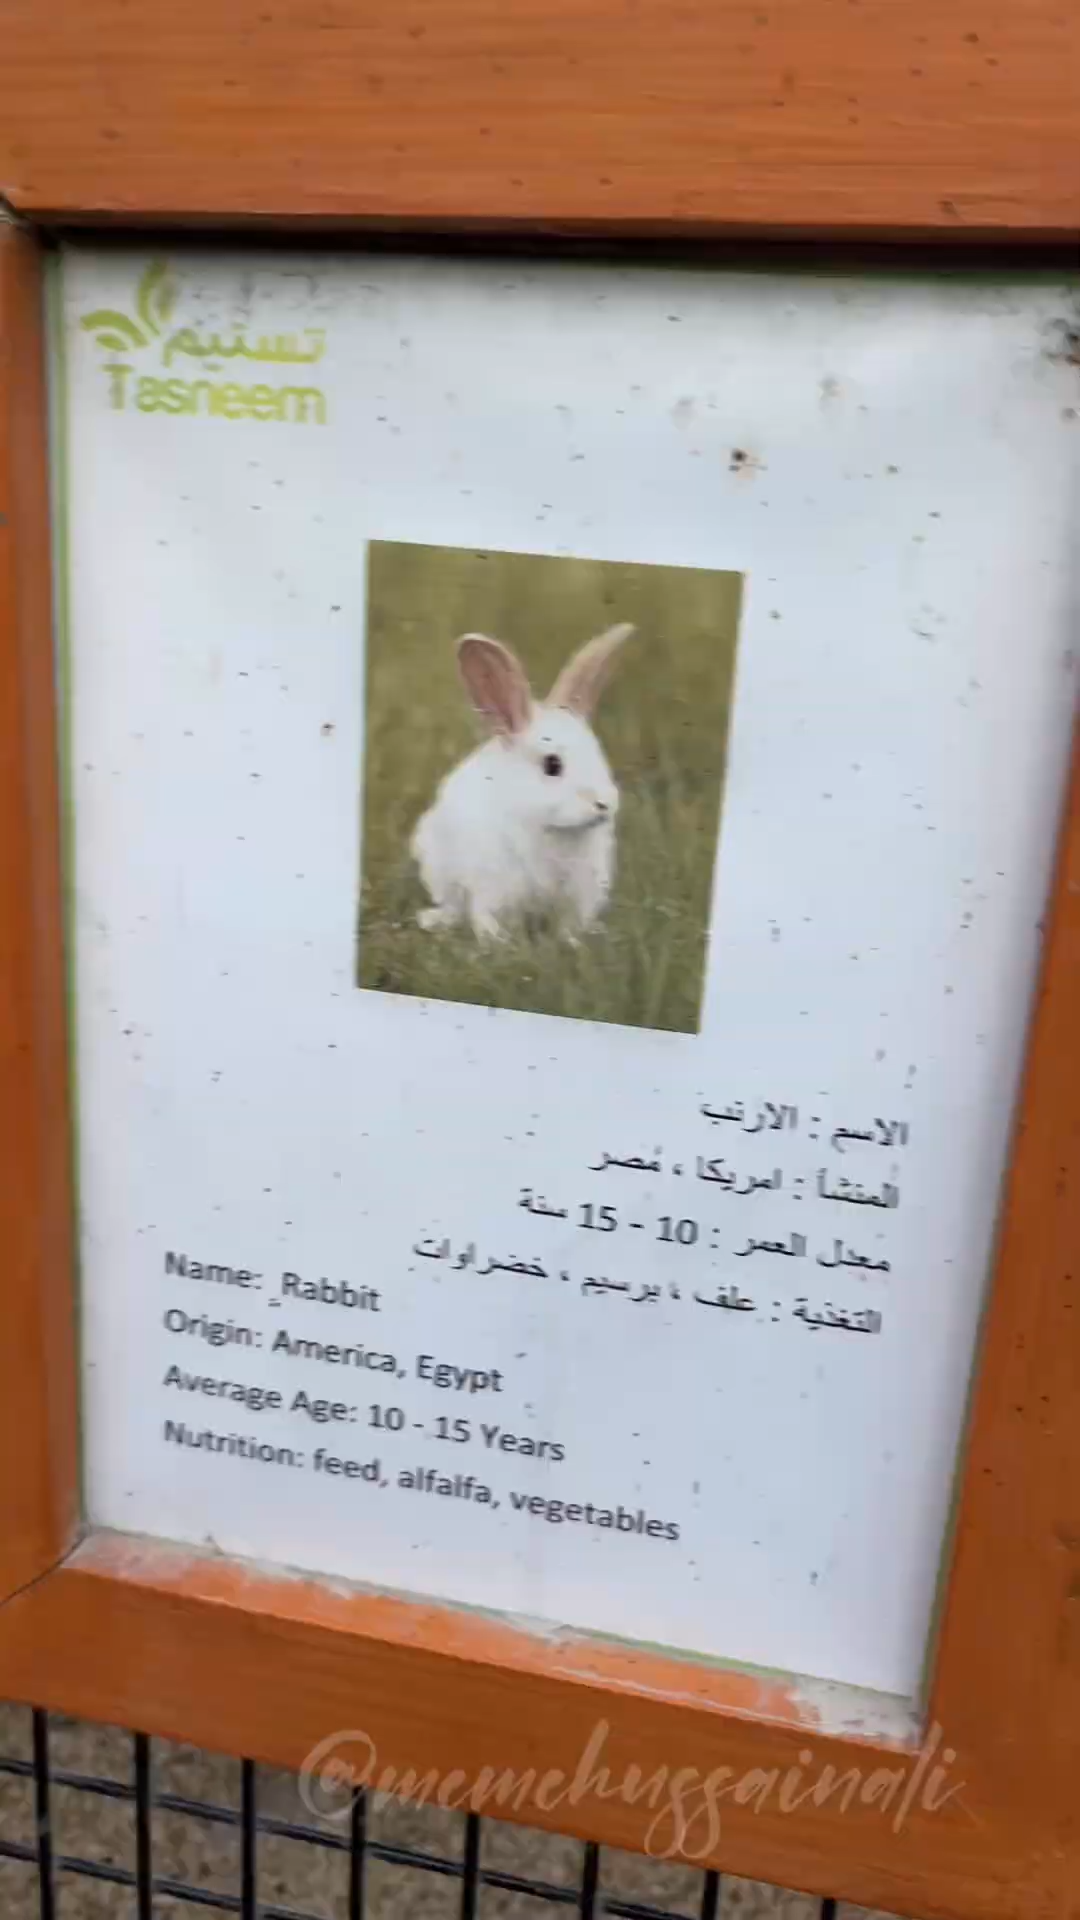 تسنيم
Tasneem
الاسم : الارنب
المنشأ : امريكا ، مصر
معدل العمر : 10 - 15 سنة
التغذية : علف ، برسيم ، خضراوات
Name: Rabbit
Origin: America, Egypt
Average Age: 10 - 15 Years
Nutrition: feed, alfalfa, vegetables
@memehussainali